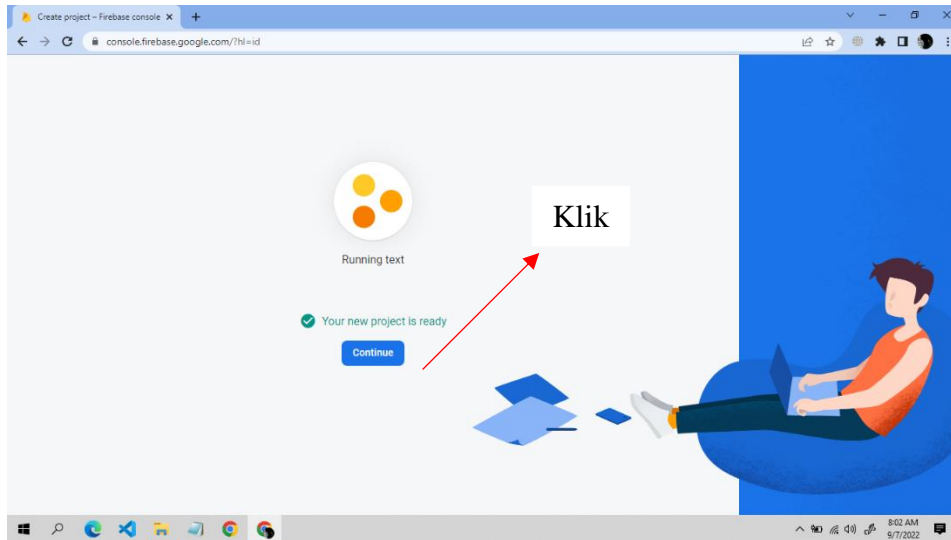 Create project – Firebase console
console.firebase.google.com/?hl=id
Klik
Running text
Your new project is ready
Continue
8:02 AM
9/7/2022